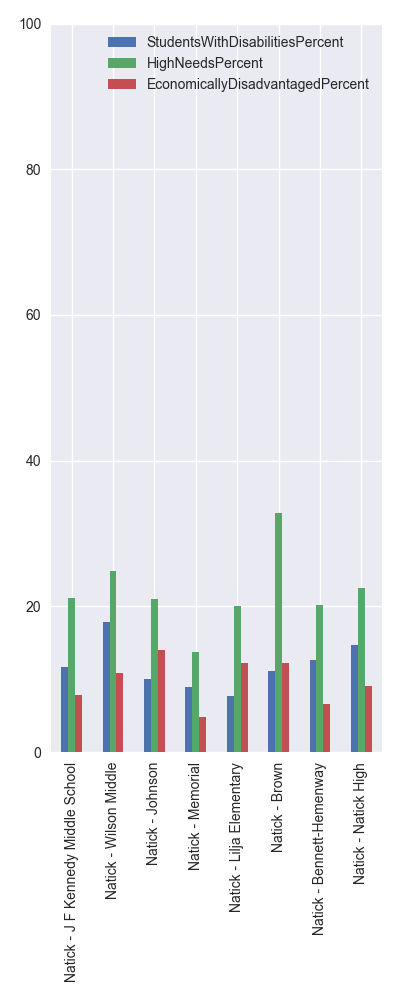 100
StudentsWithDisabilitiesPercent
HighNeedsPercent
EconomicallyDisadvantagedPercent
80
60
40
20
0
Natick - J F Kennedy Middle School
Natick - Wilson Middle
Natick - Johnson
Natick - Memorial
Natick - Lilja Elementary
Natick - Brown
Natick - Bennett-Hemenway
Natick - Natick High